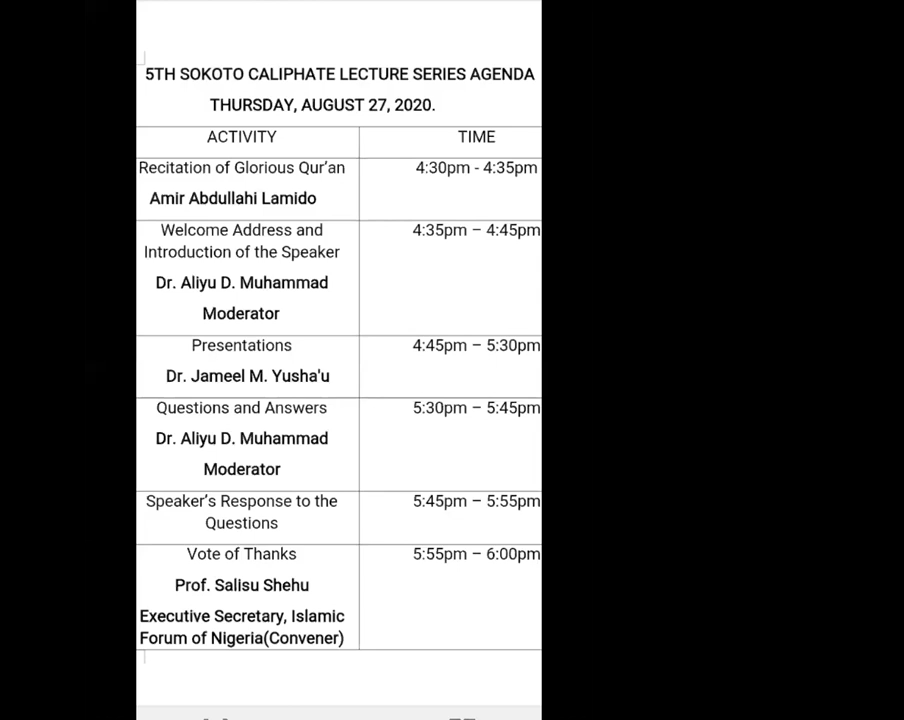 5TH SOKOTO CALIPHATE LECTURE SERIES AGENDA
THURSDAY, AUGUST 27, 2020.
ACTIVITY TIME
Recitation of Glorious Qur’an 4:30pm - 4:35pm
Amir Abdullahi Lamido
Welcome Address and 4:35pm – 4:45pm
Introduction of the Speaker
Dr. Aliyu D. Muhammad
Moderator
Presentations 4:45pm – 5:30pm
Dr. Jameel M. Yusha'u
Questions and Answers 5:30pm – 5:45pm
Dr. Aliyu D. Muhammad
Moderator
Speaker’s Response to the 5:45pm – 5:55pm
Questions
Vote of Thanks 5:55pm – 6:00pm
Prof. Salisu Shehu
Executive Secretary, Islamic
Forum of Nigeria(Convener)